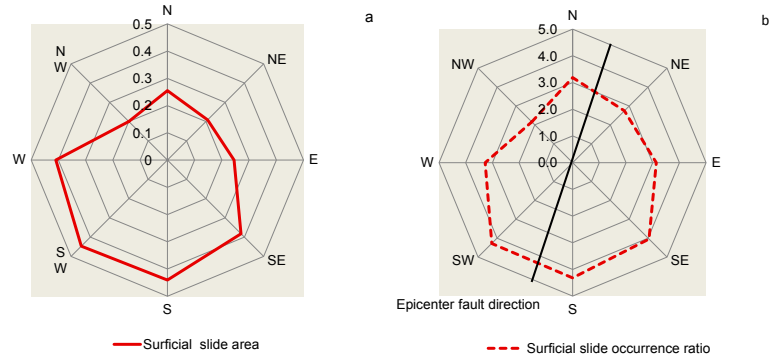 N
0.5
a
N
W
NE
0.4
0.3
0.2
0.1
W
0
E
S
W
SE
S
Surficial slide area
N
5.0
b
NW
NE
4.0
3.0
2.0
1.0
W
0.0
E
SW
SE
Epicenter fault direction
S
Surficial slide occurrence ratio